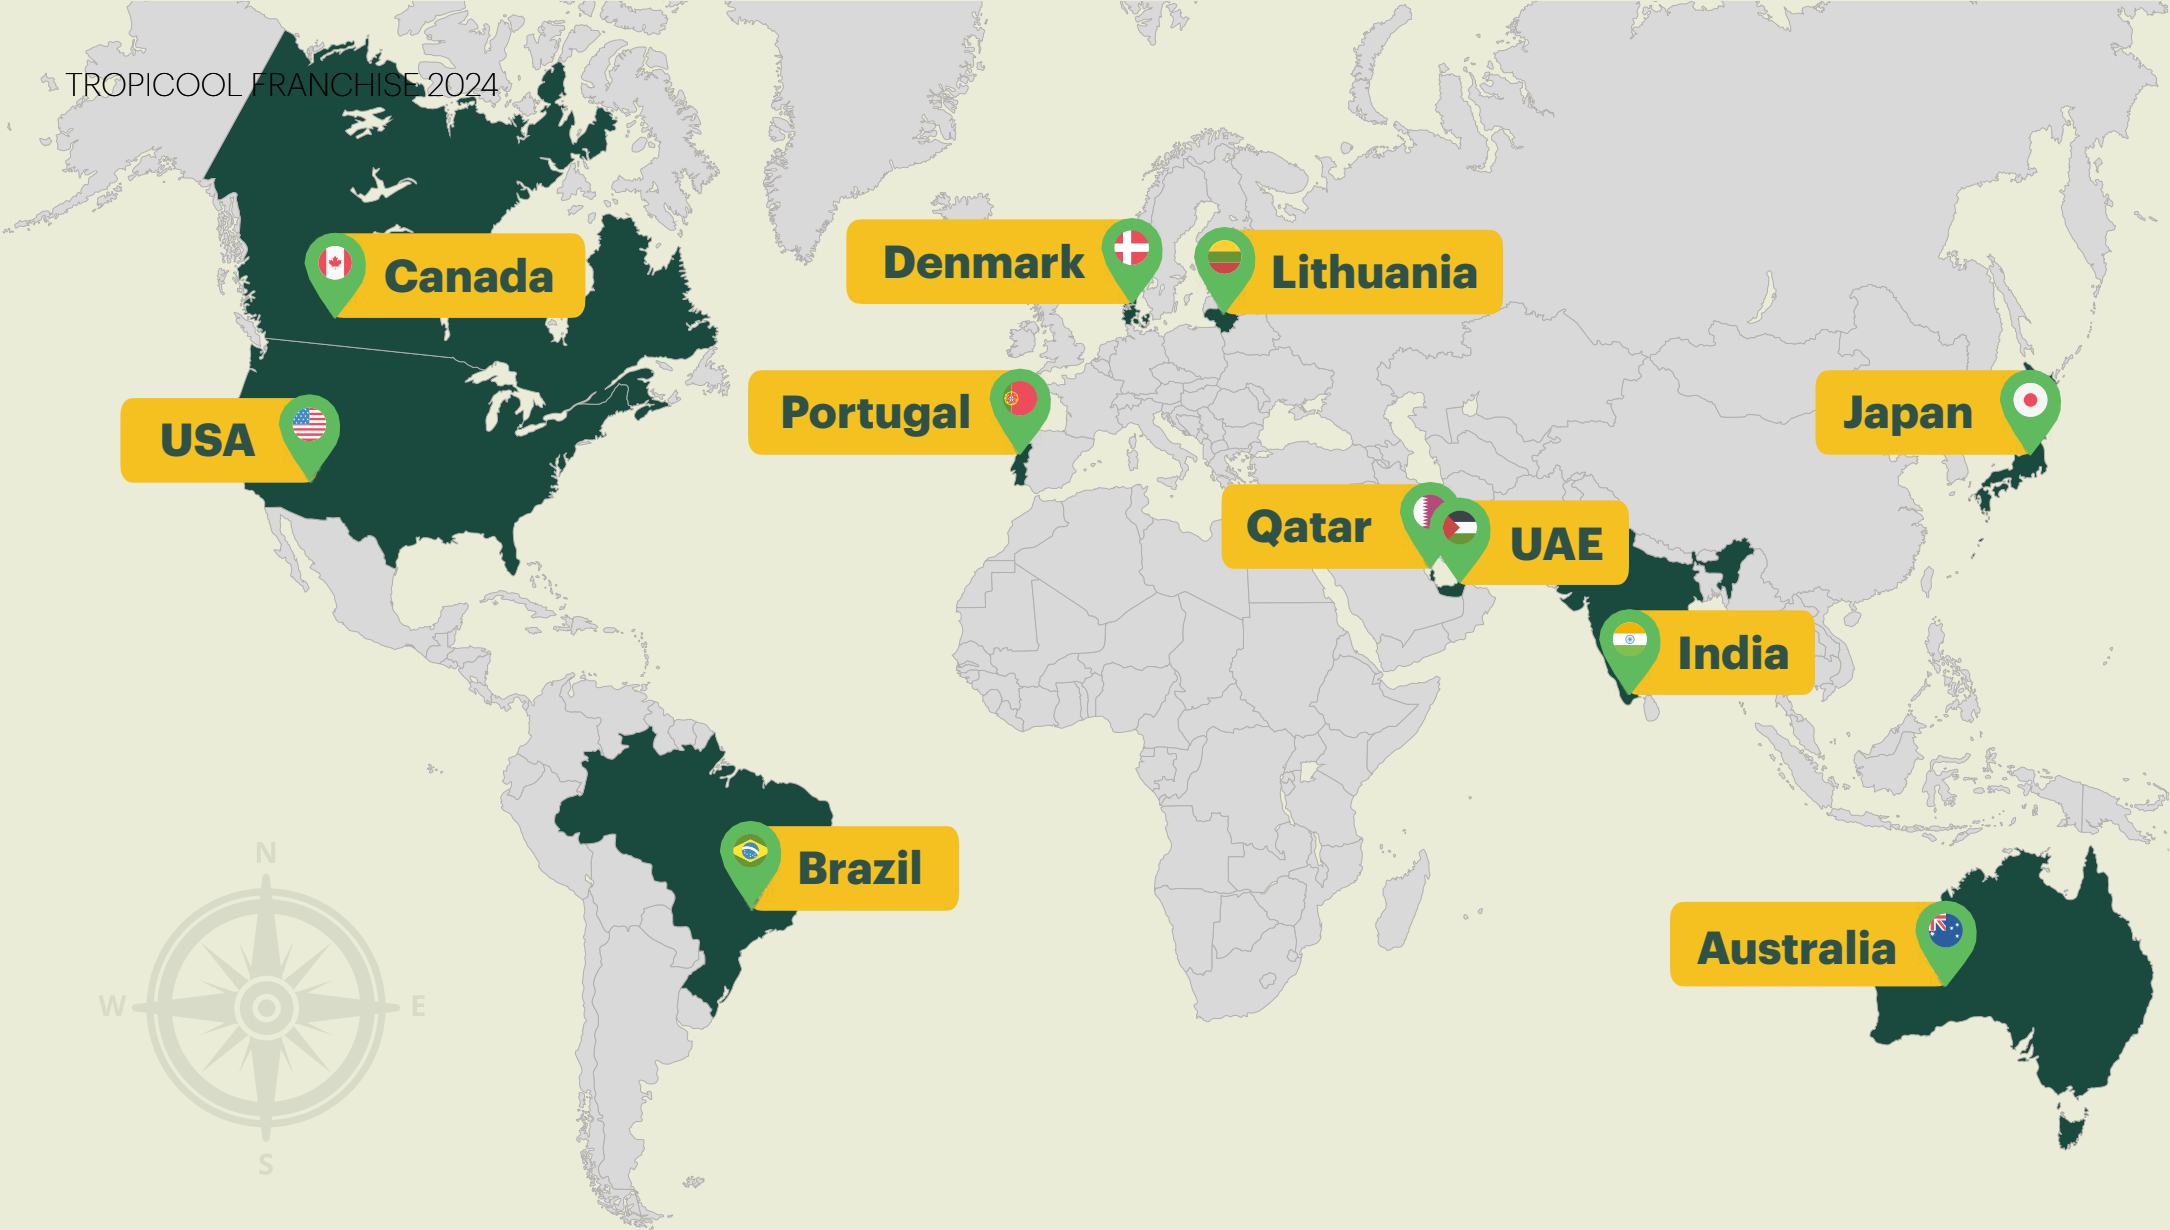 TROPICOOL FRANCHISE 2024
Canada
Denmark
Lithuania
USA
Portugal
Japan
Qatar
UAE
India
Brazil
Australia
N
W
E
S